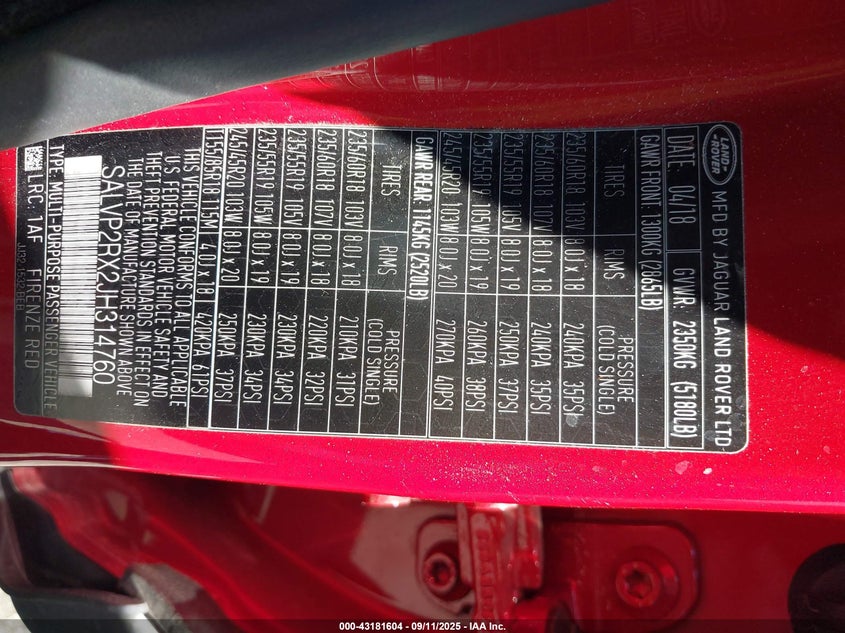 LAND
ROVER
MFD BY JAGUAR LAND ROVER LTD
DATE: 04/18 GVWR: 2350KG (5180LB)
GAWR FRONT 1300KG (2865LB)
TIRES RIMS PRESSURE (COLD SINGLE)
235/60R18 103V 8.0J x 18 240KPA 35PSI
235/60R18 107V 8.0J x 18 240KPA 35PSI
235/55R19 105V 8.0J x 19 250KPA 37PSI
235/55R19 105W 8.0J x 19 260KPA 38PSI
245/45R20 103W 8.0J x 20 270KPA 40PSI
GAWR REAR: 1145KG (2520LB)
TIRES RIMS PRESSURE (COLD SINGLE)
235/60R18 103V 8.0J x 18 210KPA 31PSI
235/60R18 107V 8.0J x 18 220KPA 32PSI
235/55R19 105V 8.0J x 19 230KPA 34PSI
235/55R19 105W 8.0J x 19 230KPA 34PSI
245/45R20 103W 8.0J x 20 250KPA 37PSI
T155/85R18 115M 4.0J x 18 420KPA 61PSI
THIS VEHICLE CONFORMS TO ALL APPLICABLE
U.S FEDERAL MOTOR VEHICLE SAFETY AND
THEFT PREVENTION STANDARDS IN EFFECT ON
THE DATE OF MANUFACTURE SHOWN ABOVE
SALVP2RX2JH314760
TYPE: MULTI-PURPOSE PASSENGER VEHICLE
LRC: 1AF FIRENZE RED
000-43181604 - 09/11/2025 - IAA Inc.